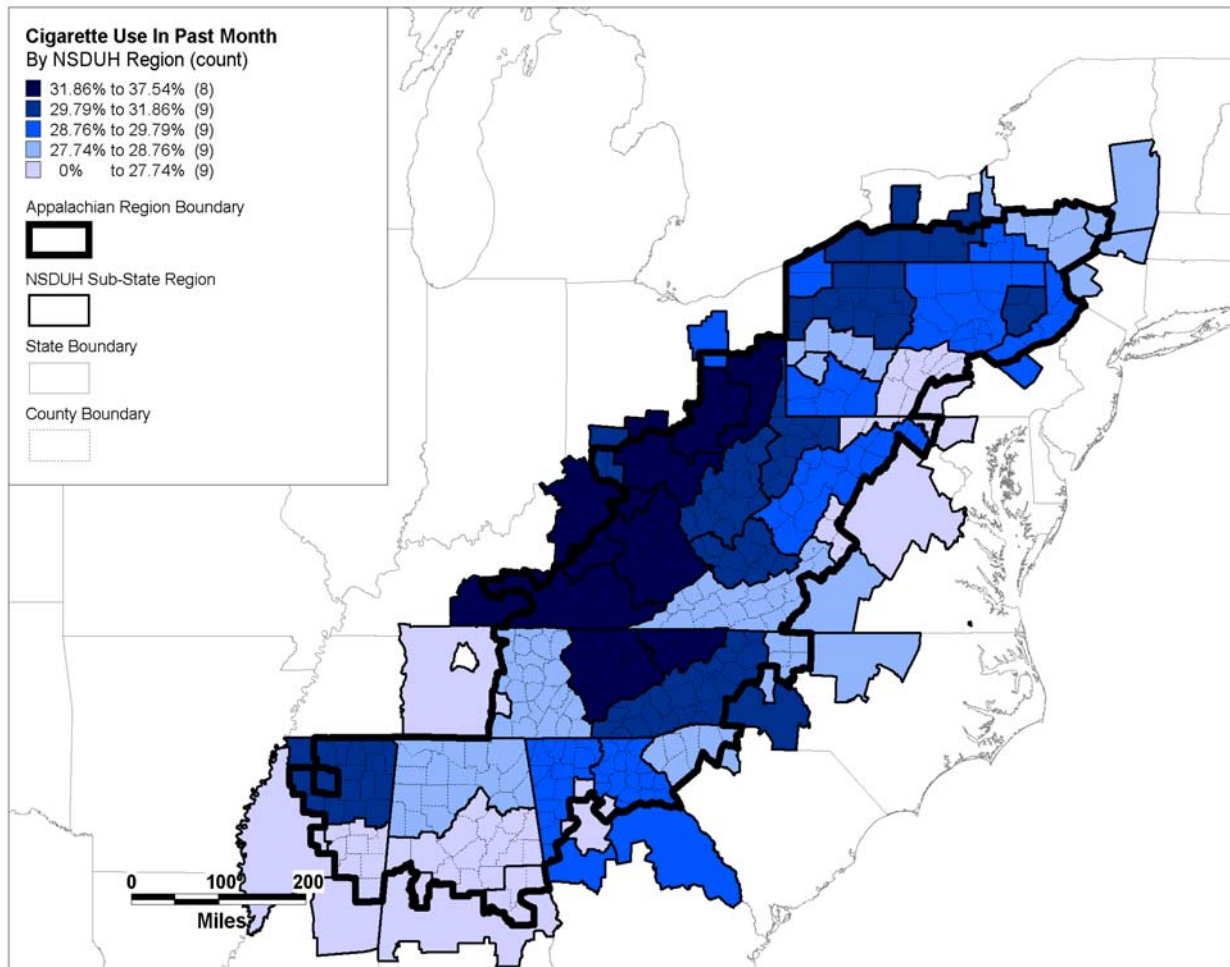 Cigarette Use In Past Month
By NSDUH Region (count)
31.86% to 37.54% (8)
29.79% to 31.86% (9)
28.76% to 29.79% (9)
27.74% to 28.76% (9)
0% to 27.74% (9)
Appalachian Region Boundary
NSDUH Sub-State Region
State Boundary
County Boundary
0 100 200
Miles